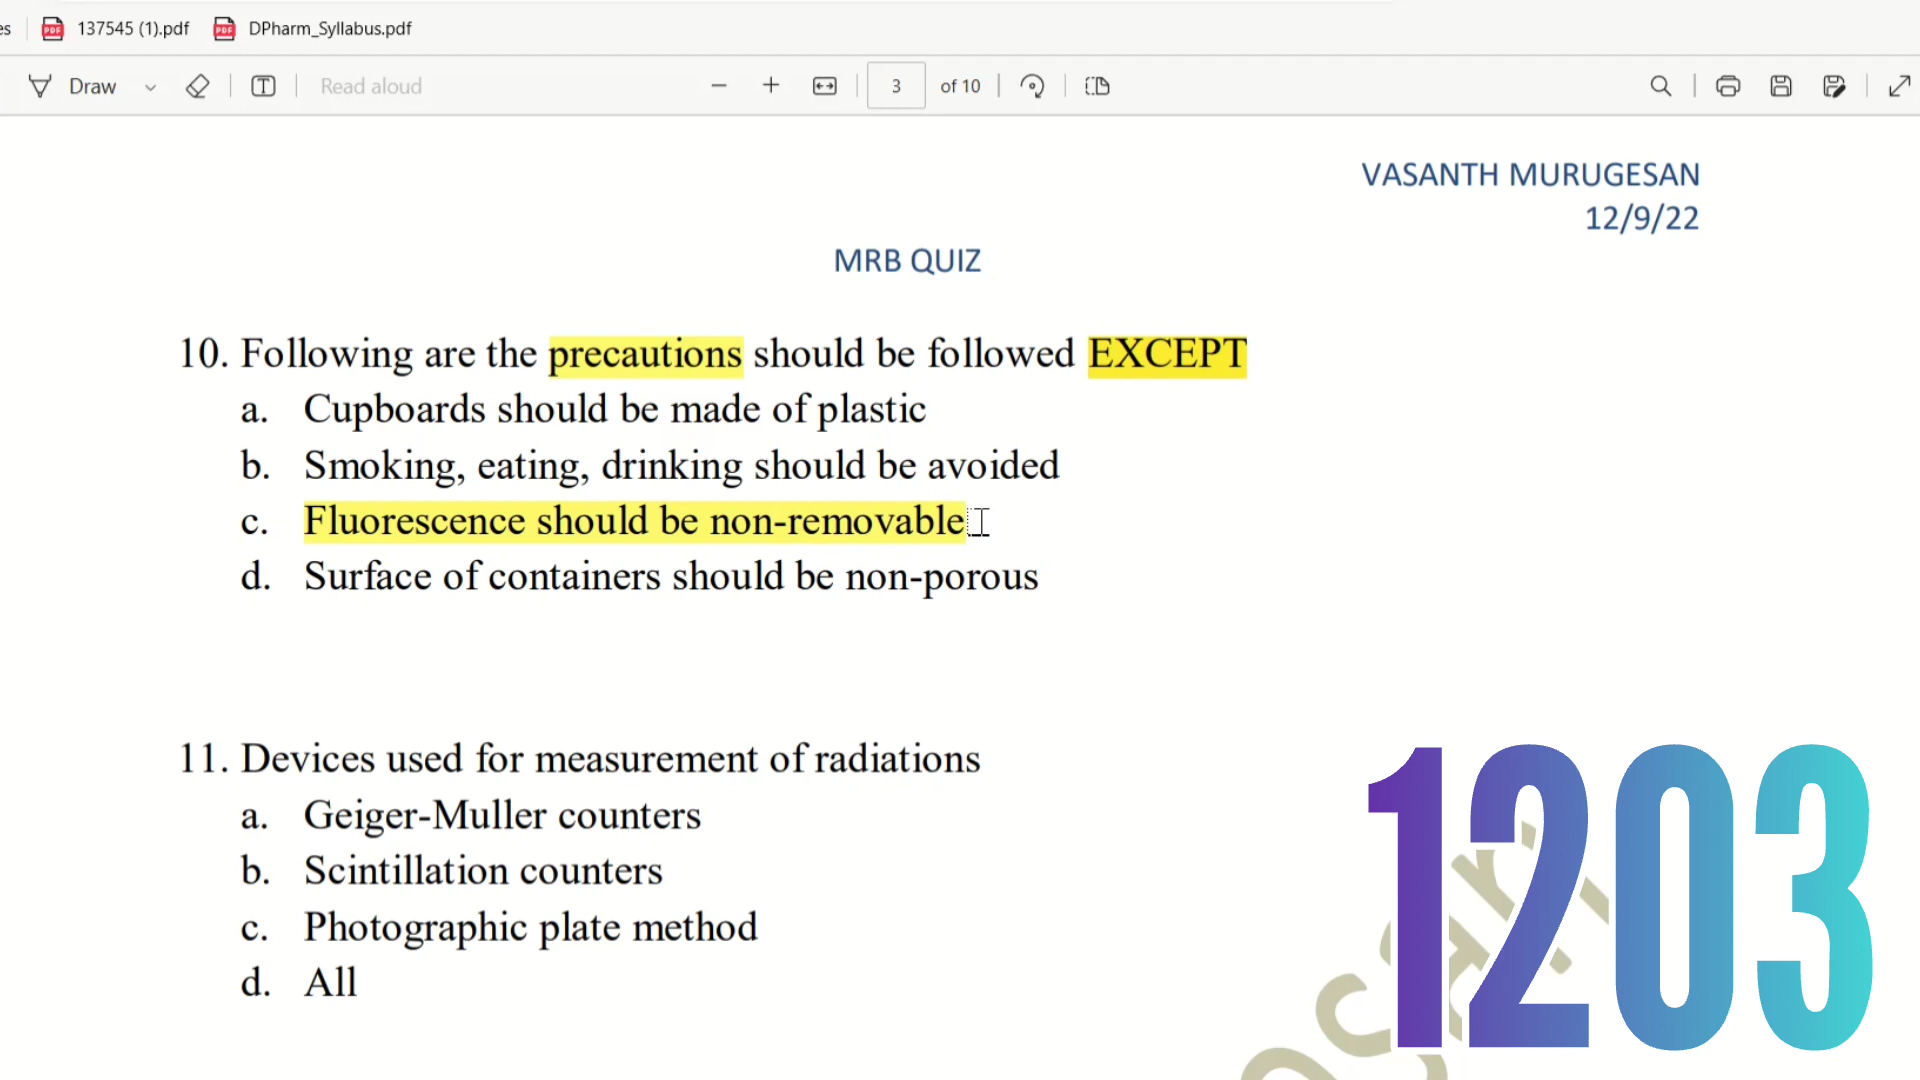 es 137545 (1).pdf DPharm_Syllabus.pdf
Draw Read aloud 3 of 10
VASANTH MURUGESAN
12/9/22
MRB QUIZ
10. Following are the precautions should be followed EXCEPT
a. Cupboards should be made of plastic
b. Smoking, eating, drinking should be avoided
c. Fluorescence should be non-removable
d. Surface of containers should be non-porous
11. Devices used for measurement of radiations
a. Geiger-Muller counters
b. Scintillation counters
c. Photographic plate method
d. All
1203